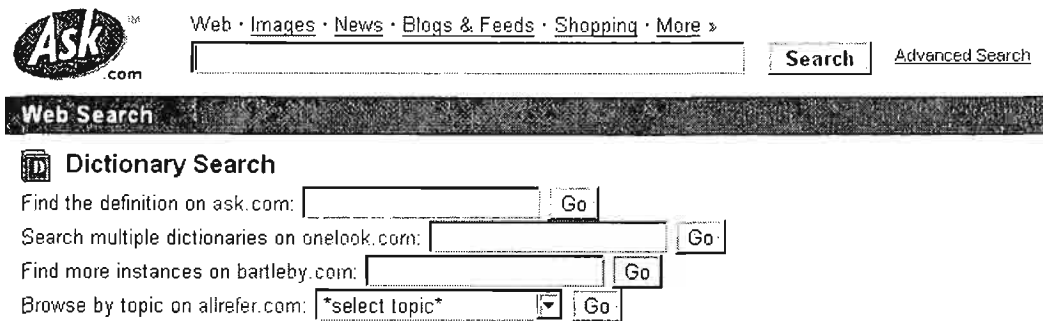 Web · Images · News · Blogs & Feeds · Shopping · More »
Ask™
.com
Search
Advanced Search
Web Search
D Dictionary Search
Find the definition on ask.com: Go
Search multiple dictionaries on onelook.com: Go
Find more instances on bartleby.com: Go
Browse by topic on allrefer.com: *select topic* Go